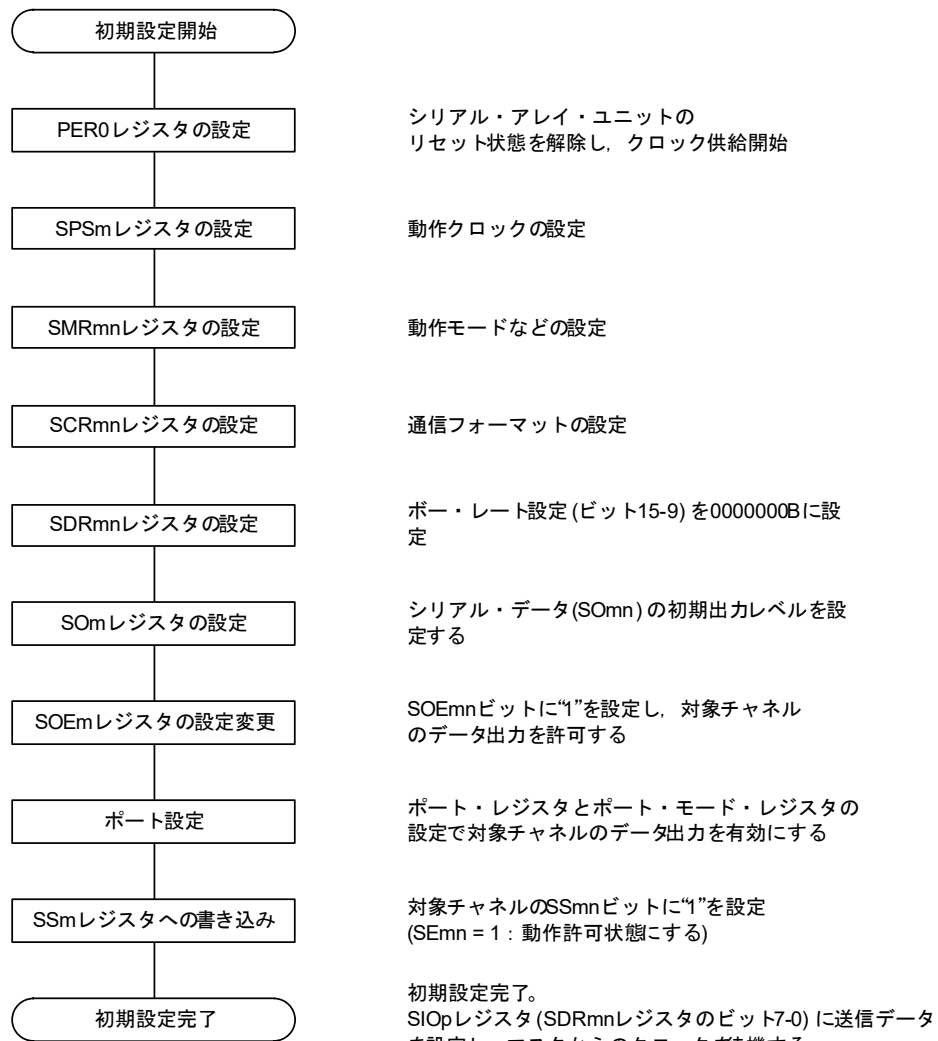 初期設定開始
PER0レジスタの設定
シリアル・アレイ・ユニットの
リセット状態を解除し，クロック供給開始
SPSmレジスタの設定
動作クロックの設定
SMRmnレジスタの設定
動作モードなどの設定
SCRmnレジスタの設定
通信フォーマットの設定
SDRmnレジスタの設定
ボー・レート設定 (ビット15-9) を0000000Bに設
定
SOmレジスタの設定
シリアル・データ(SOmn) の初期出力レベルを設
定する
SOEmレジスタの設定変更
SOEmnビットに“1”を設定し，対象チャネル
のデータ出力を許可する
ポート設定
ポート・レジスタとポート・モード・レジスタの
設定で対象チャネルのデータ出力を有効にする
SSmレジスタへの書き込み
対象チャネルのSSmnビットに“1”を設定
(SEmn = 1：動作許可状態にする)
初期設定完了
初期設定完了。
SIOpレジスタ(SDRmnレジスタのビット7-0) に送信データ